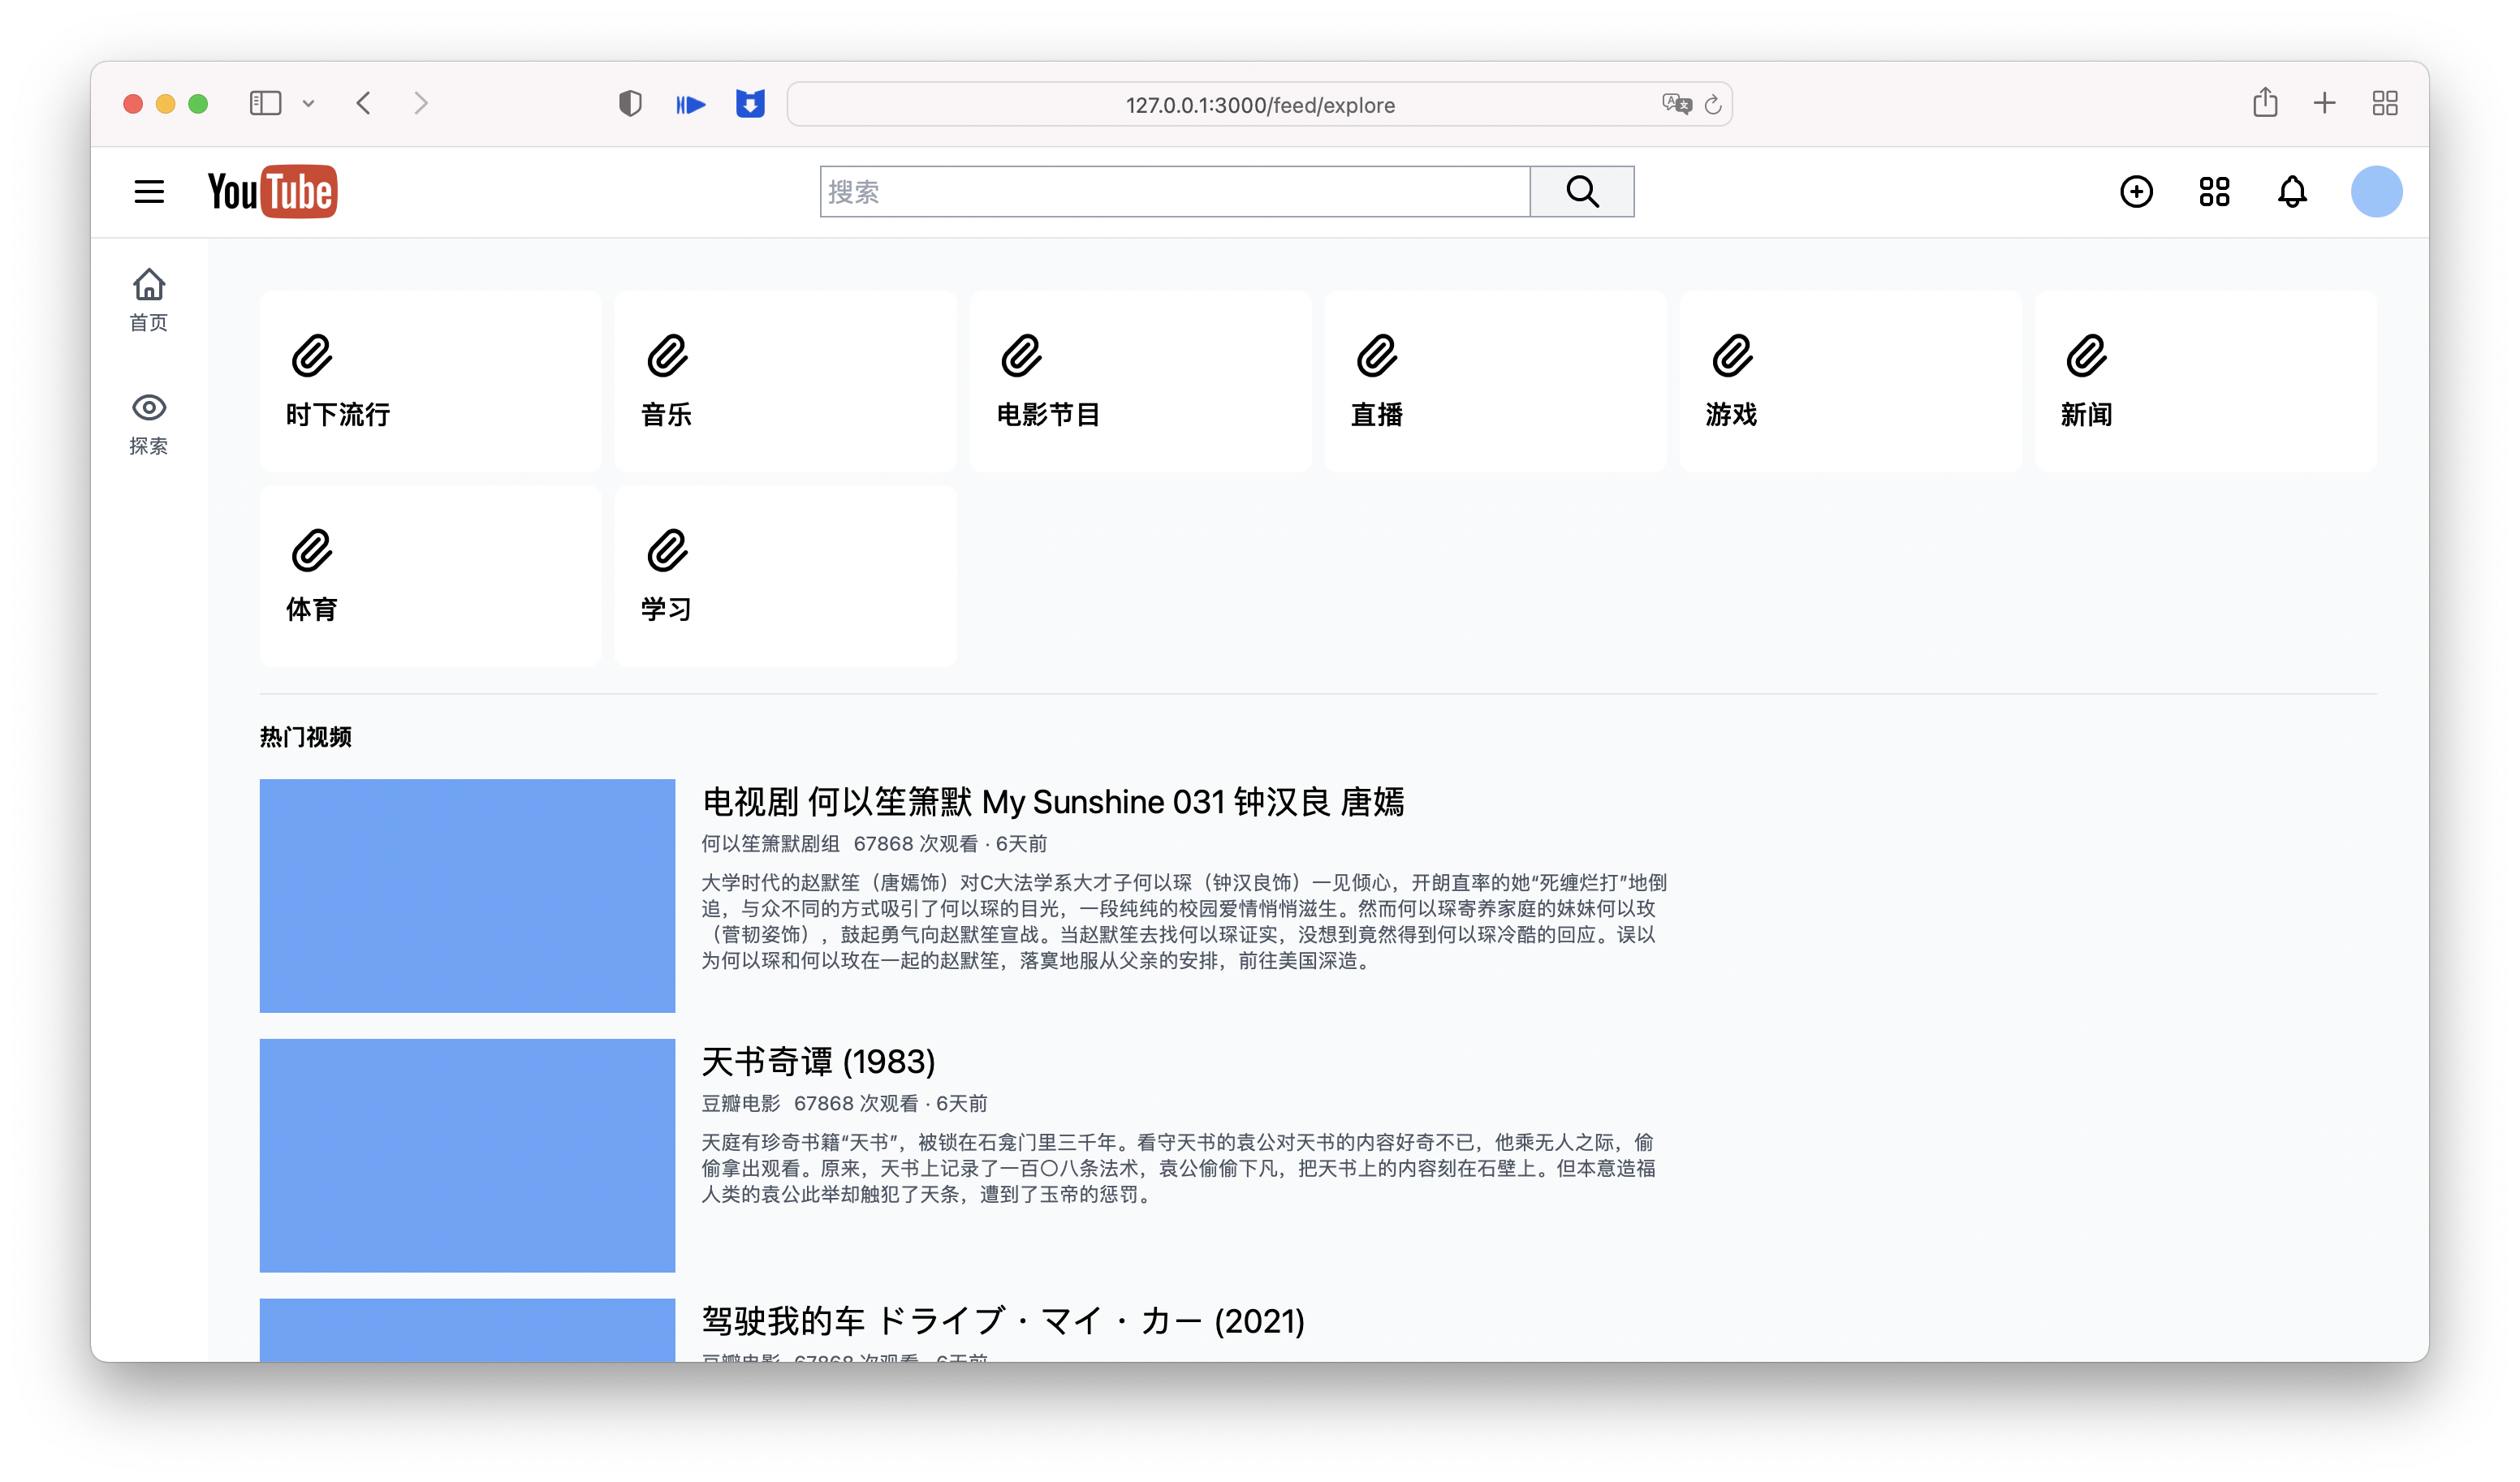 127.0.0.1:3000/feed/explore
YouTube
搜索
首页
探索
时下流行
音乐
电影节目
直播
游戏
新闻
体育
学习
热门视频
电视剧 何以笙箫默 My Sunshine 031 钟汉良 唐嫣
何以笙箫默剧组 67868 次观看 · 6天前
大学时代的赵默笙（唐嫣饰）对C大法学系大才子何以琛（钟汉良饰）一见倾心，开朗直率的她“死缠烂打”地倒
追，与众不同的方式吸引了何以琛的目光，一段纯纯的校园爱情悄悄滋生。然而何以琛寄养家庭的妹妹何以玫
（菅韧姿饰），鼓起勇气向赵默笙宣战。当赵默笙去找何以琛证实，没想到竟然得到何以琛冷酷的回应。误以
为何以琛和何以玫在一起的赵默笙，落寞地服从父亲的安排，前往美国深造。
天书奇谭 (1983)
豆瓣电影 67868 次观看 · 6天前
天庭有珍奇书籍“天书”，被锁在石龛门里三千年。看守天书的袁公对天书的内容好奇不已，他乘无人之际，偷
偷拿出观看。原来，天书上记录了一百〇八条法术，袁公偷偷下凡，把天书上的内容刻在石壁上。但本意造福
人类的袁公此举却触犯了天条，遭到了玉帝的惩罚。
驾驶我的车 ドライブ・マイ・カー (2021)
豆瓣电影 67868 次观看 · 6天前